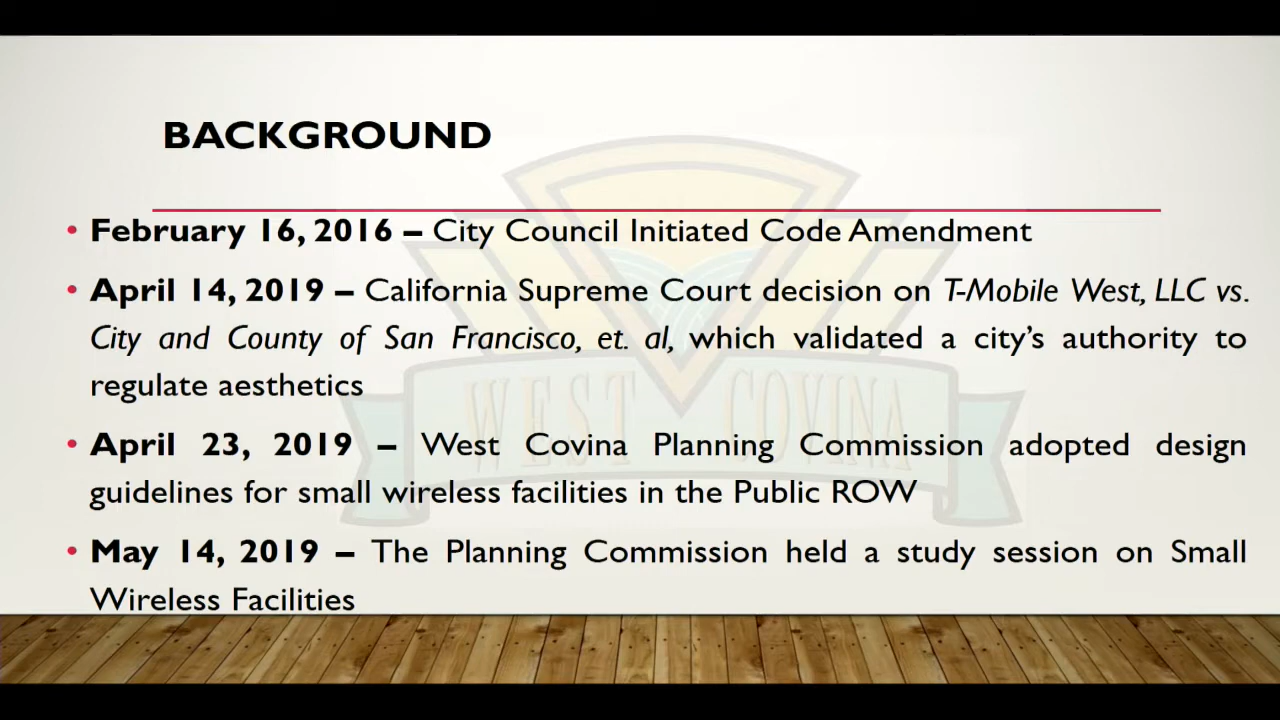 BACKGROUND
• February 16, 2016 – City Council Initiated Code Amendment
• April 14, 2019 – California Supreme Court decision on T-Mobile West, LLC vs.
City and County of San Francisco, et. al, which validated a city's authority to
regulate aesthetics
WEST COVINA
• April 23, 2019 – West Covina Planning Commission adopted design
guidelines for small wireless facilities in the Public ROW
• May 14, 2019 – The Planning Commission held a study session on Small
Wireless Facilities